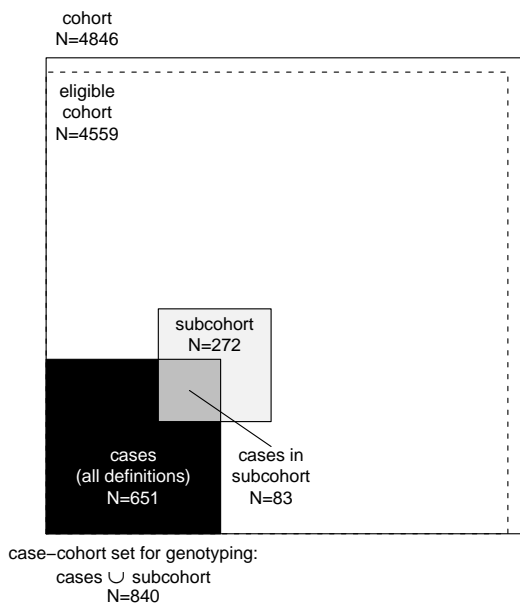 cohort
N=4846
eligible
cohort
N=4559
subcohort
N=272
cases
(all definitions)
N=651
cases in
subcohort
N=83
case−cohort set for genotyping:
cases ∪ subcohort
N=840